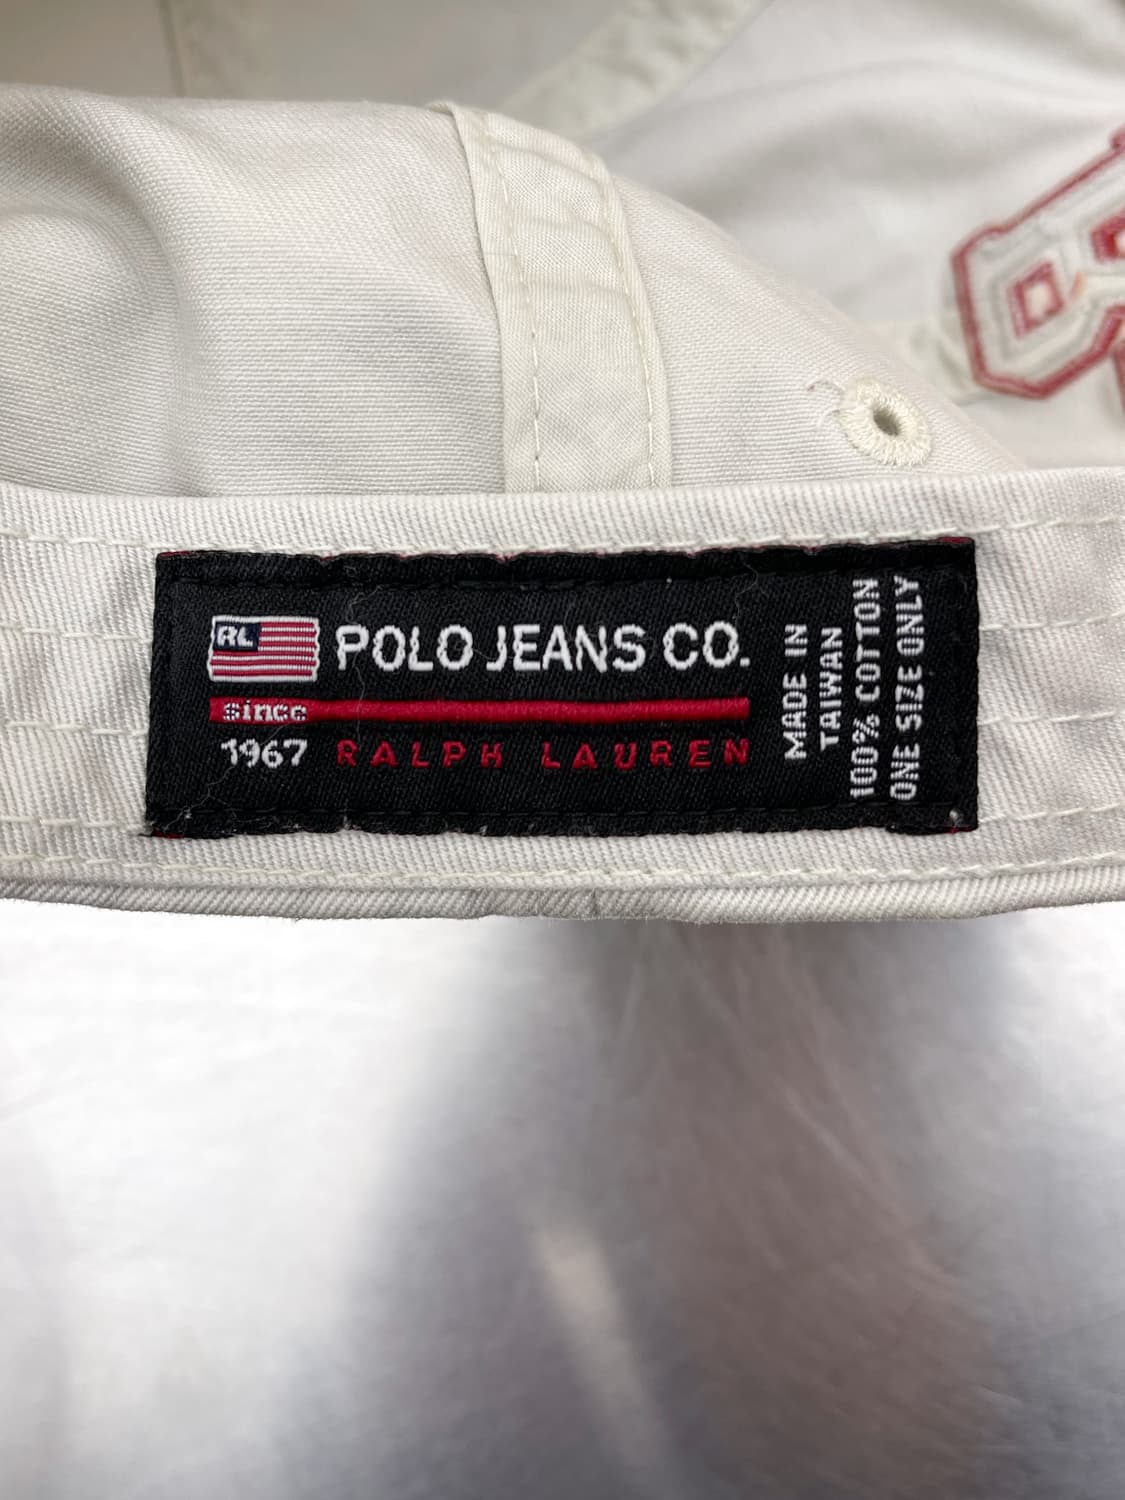 RL
POLO JEANS CO.
since
1967 RALPH LAUREN
MADE IN
TAIWAN
100% COTTON
ONE SIZE ONLY